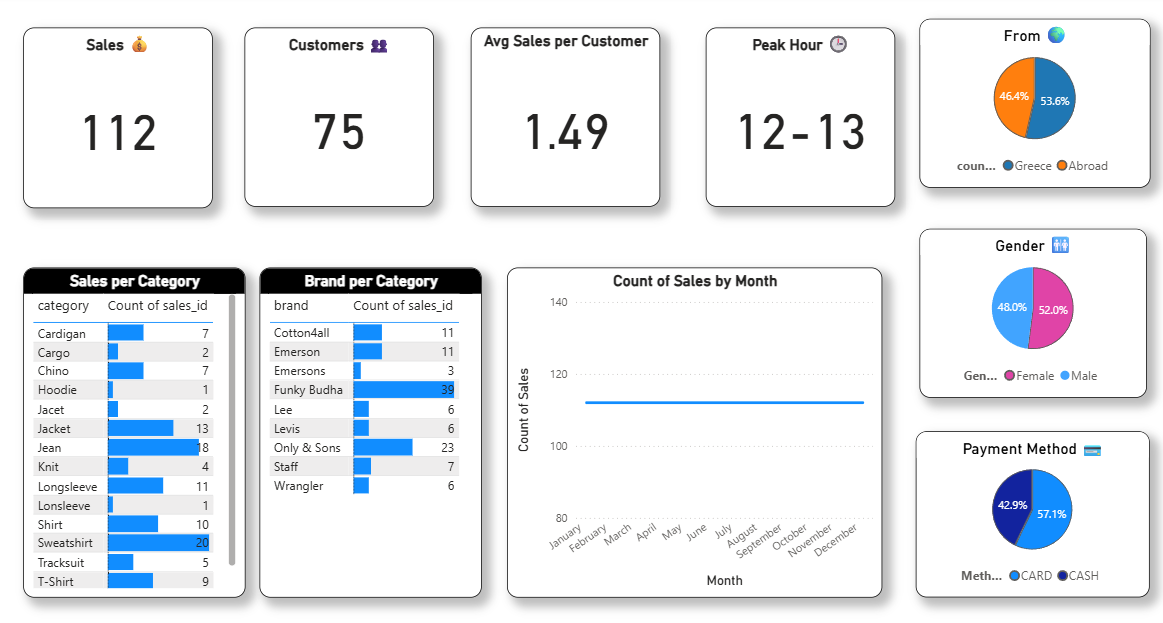 Sales
112
Customers
75
Avg Sales per Customer
1.49
Peak Hour
12-13
From
46.4%
53.6%
coun... Greece Abroad
Gender
48.0%
52.0%
Gen... Female Male
Payment Method
42.9%
57.1%
Meth... CARD CASH
Sales per Category
category Count of sales_id
Cardigan 7
Cargo 2
Chino 7
Hoodie 1
Jacet 2
Jacket 13
Jean 18
Knit 4
Longsleeve 11
Lonsleeve 1
Shirt 10
Sweatshirt 20
Tracksuit 5
T-Shirt 9
Brand per Category
brand Count of sales_id
Cotton4all 11
Emerson 11
Emersons 3
Funky Budha 39
Lee 6
Levis 6
Only & Sons 23
Staff 7
Wrangler 6
Count of Sales by Month
Count of Sales
140
120
100
80
January
February
March
April
May
June
July
August
September
October
November
December
Month